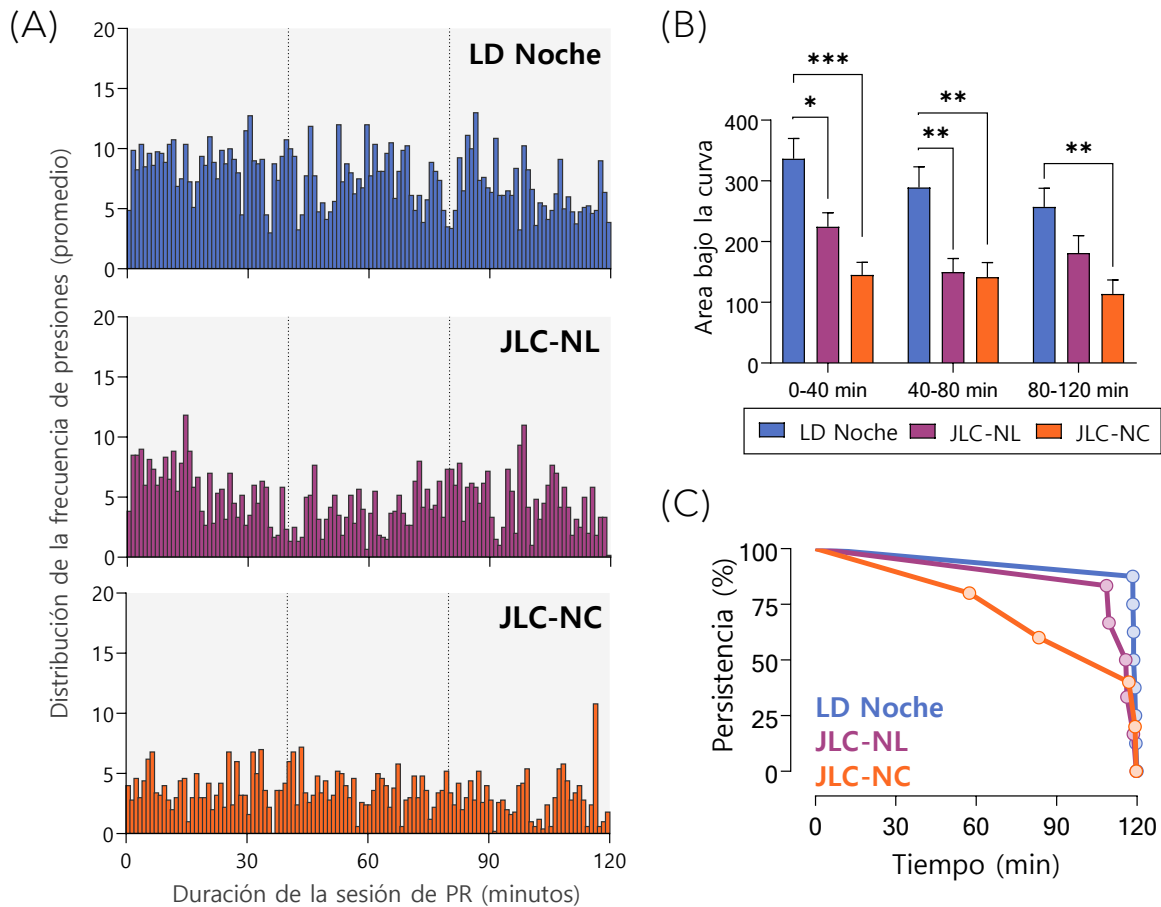 (A)
Distribución de la frecuencia de presiones (promedio)
20
15
10
5
0
LD Noche
20
15
10
5
0
JLC-NL
20
15
10
5
0
JLC-NC
0 30 60 90 120
Duración de la sesión de PR (minutos)
(B)
Area bajo la curva
400
300
200
100
0
***
*
**
**
**
0-40 min 40-80 min 80-120 min
LD Noche JLC-NL JLC-NC
(C)
Persistencia (%)
100
75
50
25
0
LD Noche
JLC-NL
JLC-NC
0 30 60 90 120
Tiempo (min)